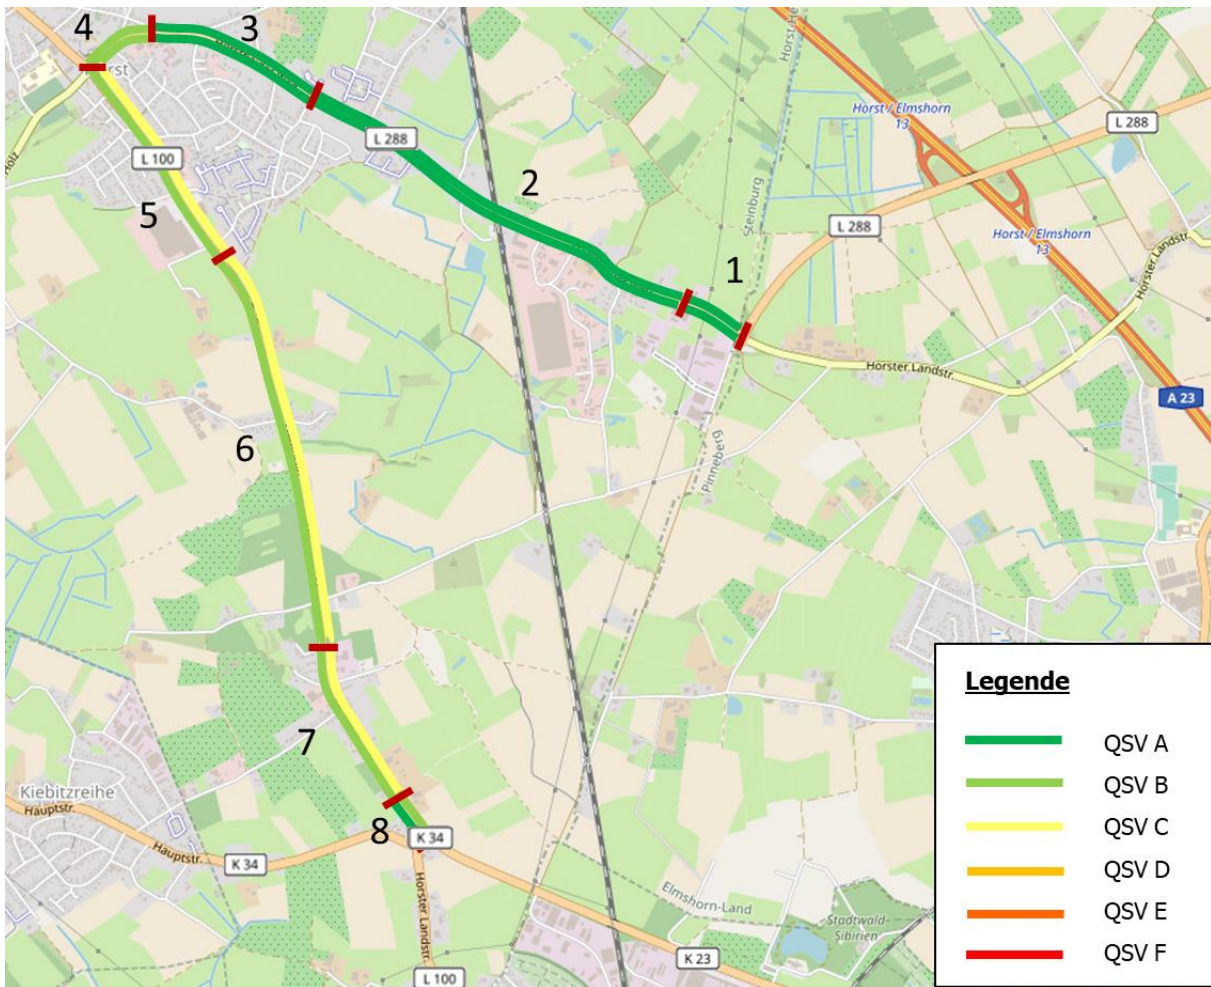 4
3
Horst / Elmshorn
13
L 288
L 288
L 100
2
Steinburg
5
L 288
Horst / Elmshorn
13
Horster Landstr.
1
Horster Landstr.
A 23
6
Pinneberg
7
Kiebitzreihe
Hauptstr.
8
K 34
Hauptstr.
K 34
Horster Landstr.
Elmshorn-Land
Stadtwald-
Sibirien
K 23
L 100
Legende
QSV A
QSV B
QSV C
QSV D
QSV E
QSV F